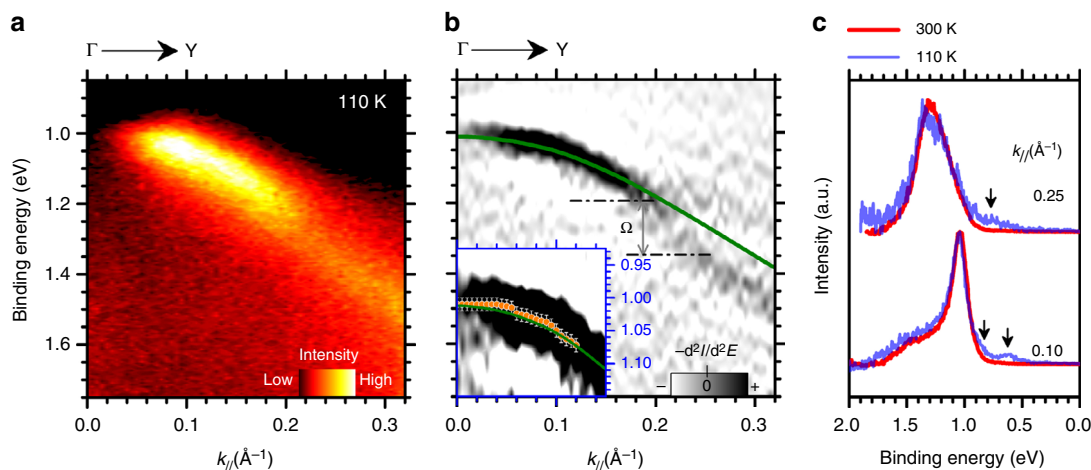 a
Γ Y
110 K
Binding energy (eV)
1.0
1.2
1.4
1.6
Intensity
Low High
0.0 0.1 0.2 0.3
k//(Å⁻¹)
b
Γ Y
Ω
0.95
1.00
1.05
1.10
−d²I/d²E
− 0 +
0.0 0.1 0.2 0.3
k//(Å⁻¹)
c
300 K
110 K
k//(Å⁻¹)
0.25
0.10
Intensity (a.u.)
2.0 1.5 1.0 0.5 0.0
Binding energy (eV)